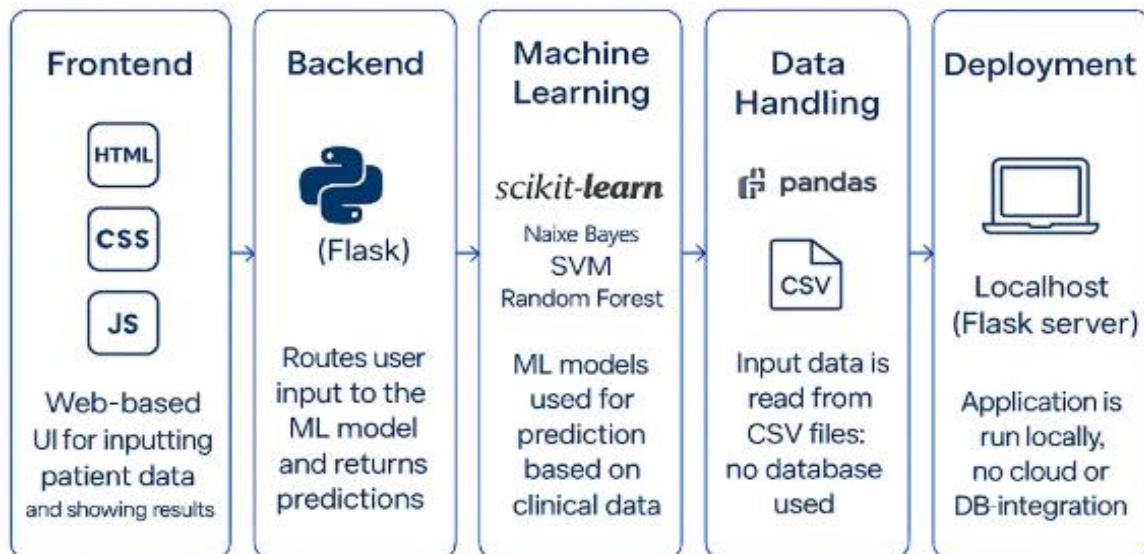 Frontend
HTML
CSS
JS
Web-based
UI for inputting
patient data
and showing results
Backend
(Flask)
Routes user
input to the
ML model
and returns
predictions
Machine
Learning
scikit-learn
Naixe Bayes
SVM
Random Forest
ML models
used for
prediction
based on
clinical data
Data
Handling
pandas
CSV
Input data is
read from
CSV files:
no database
used
Deployment
Localhost
(Flask server)
Application is
run locally,
no cloud or
DB-integration